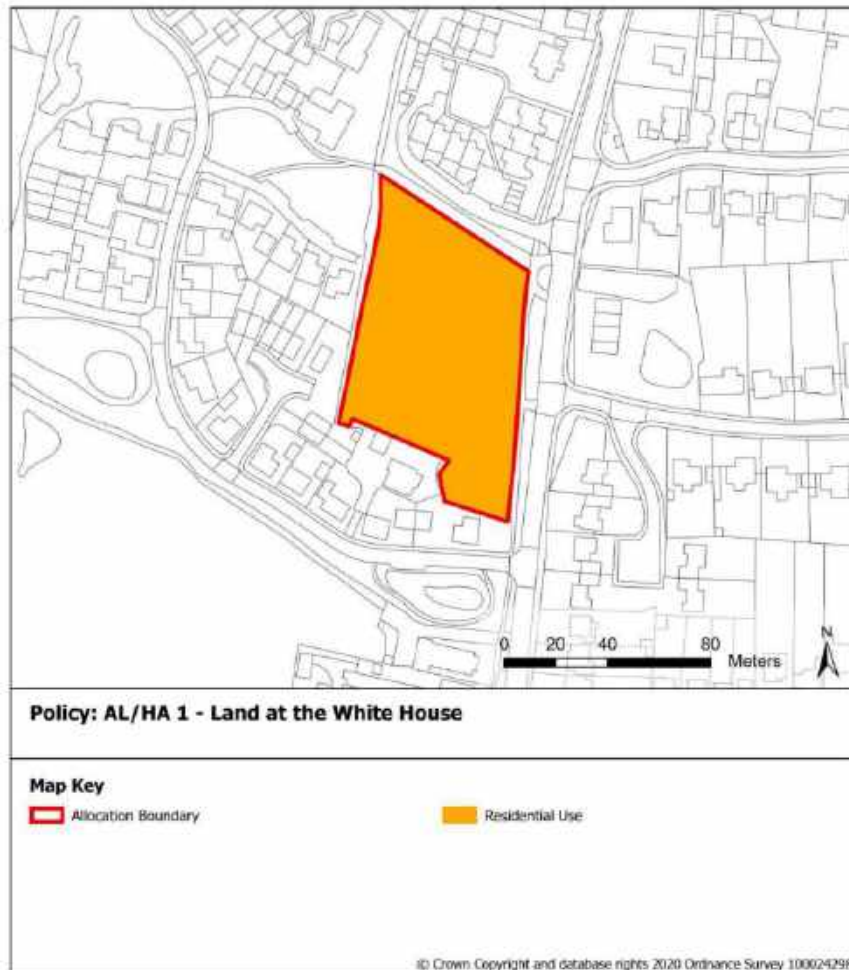 N
0 20 40 80 Meters
Policy: AL/HA 1 - Land at the White House
Map Key
Allocation Boundary Residential Use
© Crown Copyright and database rights 2020 Ordnance Survey 100024298